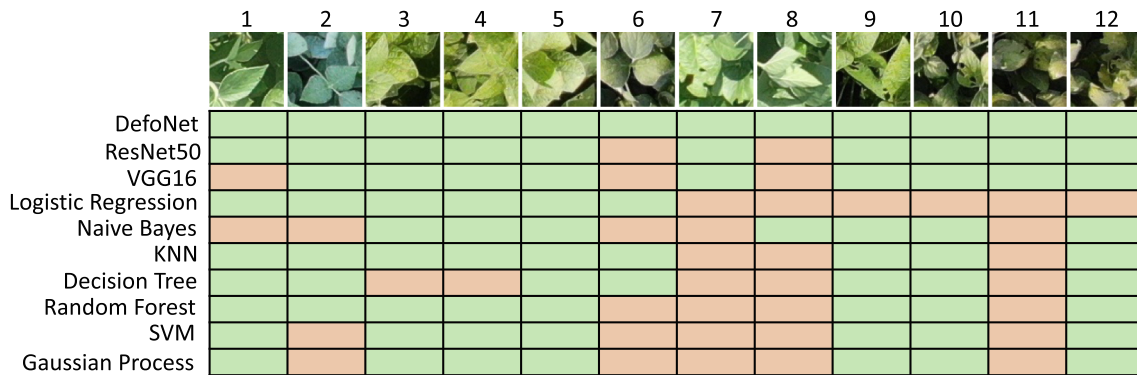 1 2 3 4 5 6 7 8 9 10 11 12
DefoNet
ResNet50
VGG16
Logistic Regression
Naive Bayes
KNN
Decision Tree
Random Forest
SVM
Gaussian Process